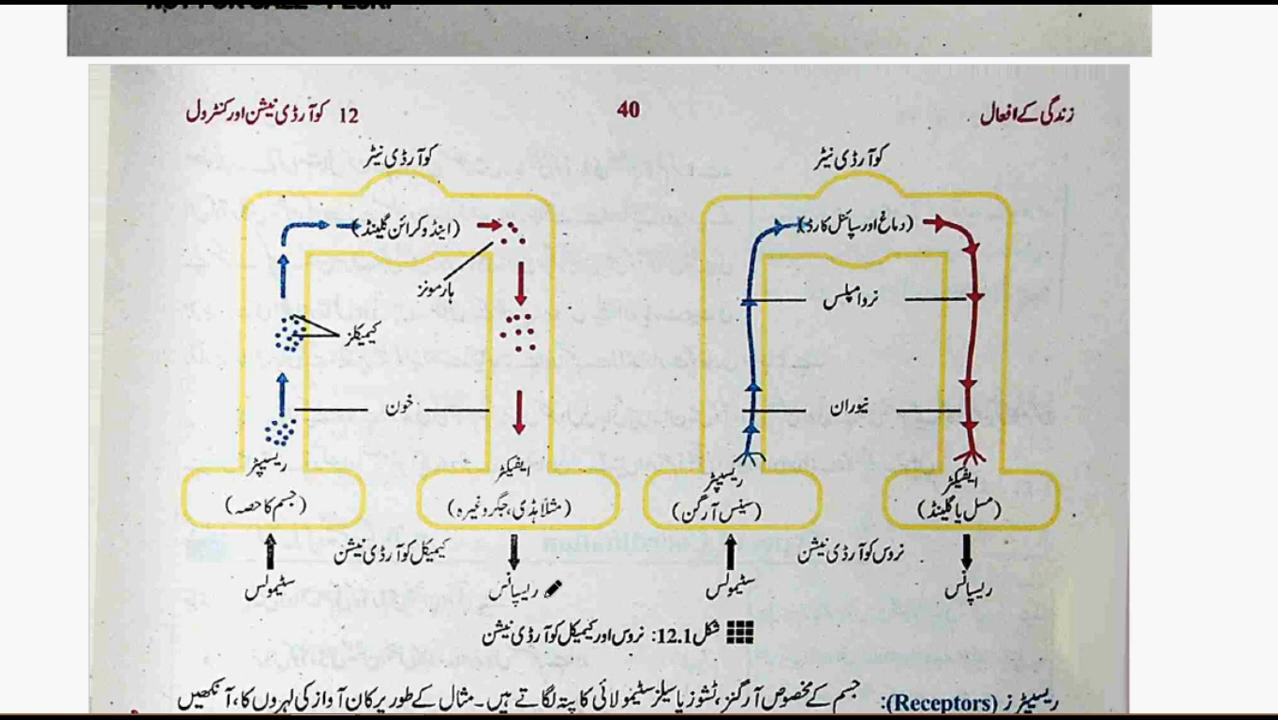 زندگی کے افعال
40
12 کوآرڈی نیشن اور کنٹرول
کوآرڈی نیٹر
(دماغ اور سپائنل کارڈ)
نروامپلس
نیوران
ریسیپٹر
(سینس آرگن)
ایفیکٹر
(مسل یا گلینڈ)
نروس کوآرڈی نیشن
سٹیمولس
ریسپانس
کوآرڈی نیٹر
(اینڈوکرائن گلینڈ)
ہارمونز
کیمیکلز
خون
ریسیپٹر
(جسم کا حصہ)
ایفیکٹر
(مثلاً ہڈی، جگر وغیرہ)
کیمیکل کوآرڈی نیشن
سٹیمولس
ریسپانس
شکل 12.1: نروس اور کیمیکل کوآرڈی نیشن
ریسیپٹرز (Receptors): جسم کے مخصوص آرگنز، ٹشوز یا سیلز سٹیمولائی کا پتہ لگاتے ہیں۔ مثال کے طور پر کان آواز کی لہروں کا، آنکھیں